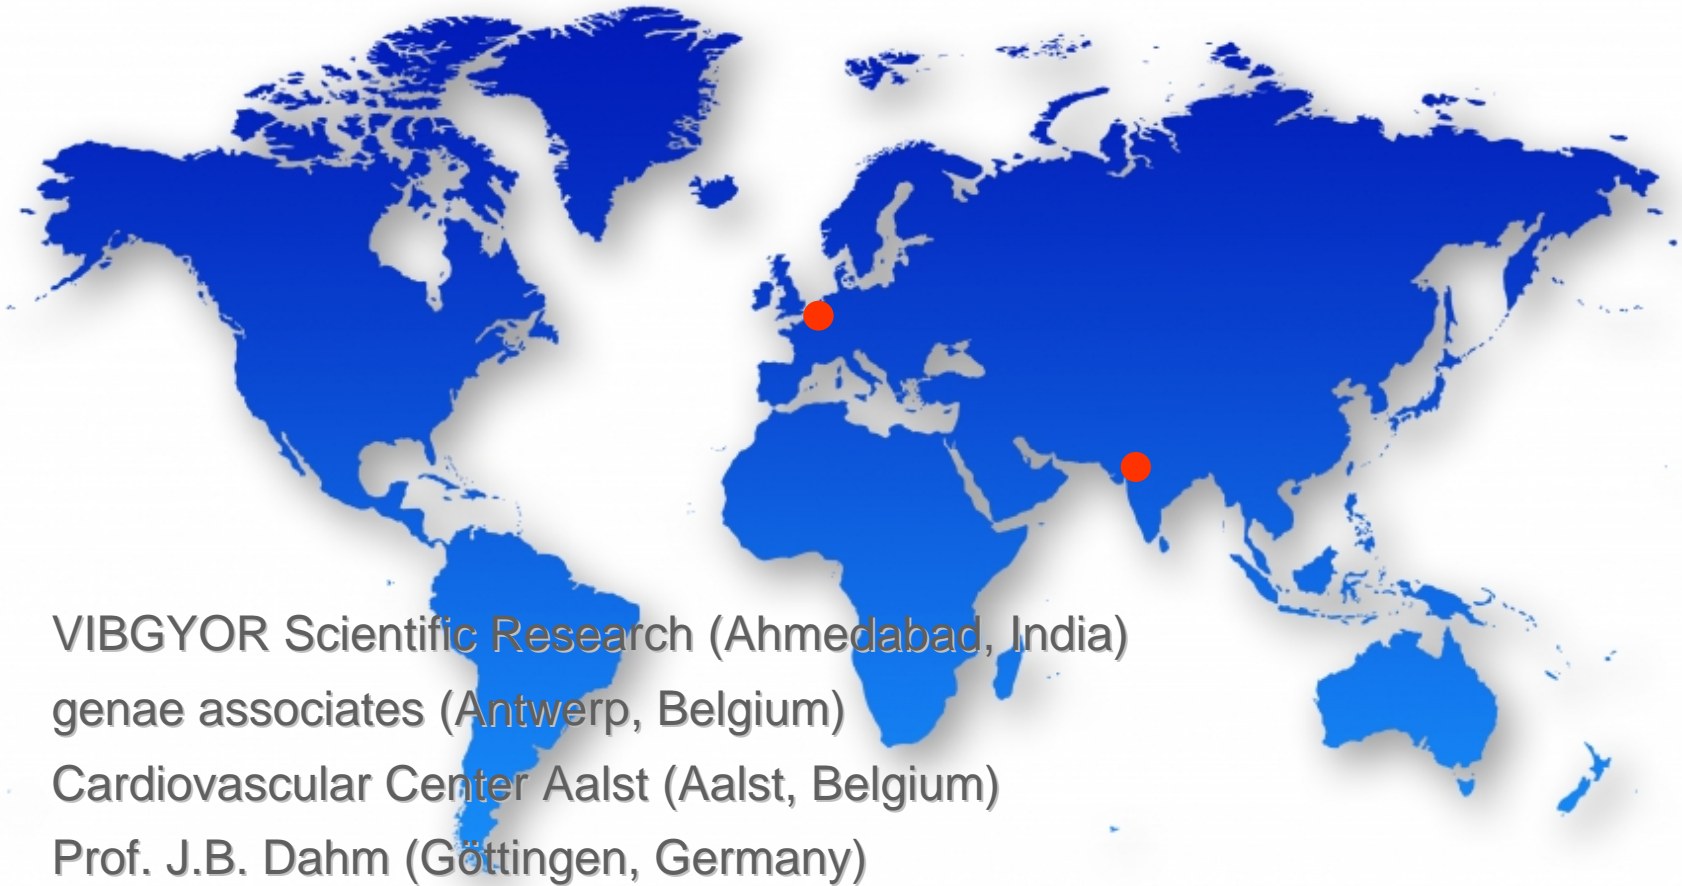 VIBGYOR Scientific Research (Ahmedabad, India)
genae associates (Antwerp, Belgium)
Cardiovascular Center Aalst (Aalst, Belgium)
Prof. J.B. Dahm (Göttingen, Germany)